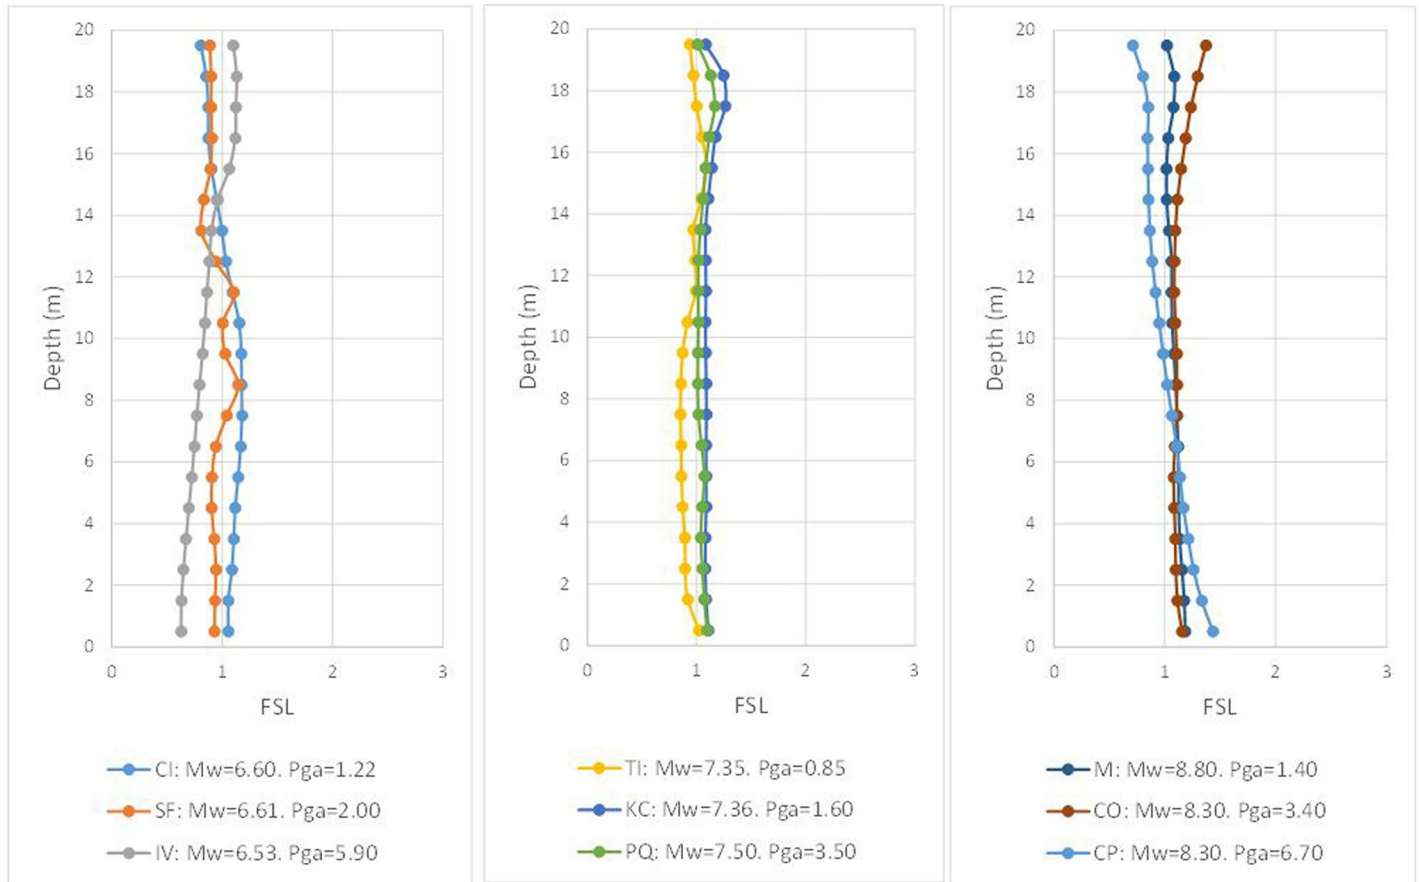 20
18
16
14
12
10
8
6
4
2
0
Depth (m)
0 1 2 3
FSL
CI: Mw=6.60. Pga=1.22
SF: Mw=6.61. Pga=2.00
IV: Mw=6.53. Pga=5.90
20
18
16
14
12
10
8
6
4
2
0
Depth (m)
0 1 2 3
FSL
TI: Mw=7.35. Pga=0.85
KC: Mw=7.36. Pga=1.60
PQ: Mw=7.50. Pga=3.50
20
18
16
14
12
10
8
6
4
2
0
Depth (m)
0 1 2 3
FSL
M: Mw=8.80. Pga=1.40
CO: Mw=8.30. Pga=3.40
CP: Mw=8.30. Pga=6.70